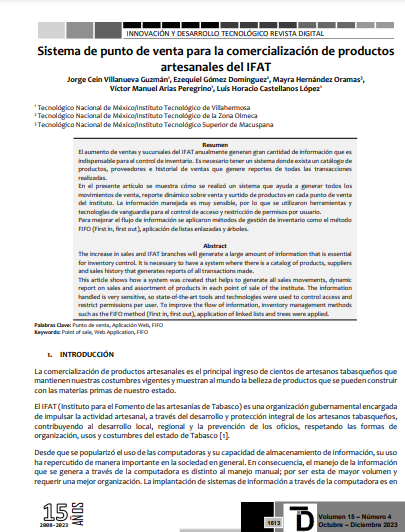 INNOVACIÓN Y DESARROLLO TECNOLÓGICO REVISTA DIGITAL
Sistema de punto de venta para la comercialización de productos
artesanales del IFAT
Jorge Ceín Villanueva Guzmán¹, Ezequiel Gómez Domínguez², Mayra Hernández Oramas³,
Víctor Manuel Arias Peregrino¹, Luis Horacio Castellanos López¹
¹ Tecnológico Nacional de México/Instituto Tecnológico de Villahermosa
² Tecnológico Nacional de México/Instituto Tecnológico de la Zona Olmeca
³ Tecnológico Nacional de México/Instituto Tecnológico Superior de Macuspana
Resumen
El aumento de ventas y sucursales del IFAT anualmente generan gran cantidad de información que es
indispensable para el control de inventario. Es necesario tener un sistema donde exista un catálogo de
productos, proveedores e historial de ventas que genere reportes de todas las transacciones
realizadas.
En el presente artículo se muestra cómo se realizó un sistema que ayuda a generar todos los
movimientos de venta, reporte dinámico sobre venta y surtido de productos en cada punto de venta
del instituto. La información manejada es muy sensible, por lo que se utilizaron herramientas y
tecnologías de vanguardia para el control de acceso y restricción de permisos por usuario.
Para mejorar el flujo de información se aplicaron métodos de gestión de inventario como el método
FIFO (First in, first out), aplicación de listas enlazadas y árboles.
Abstract
The increase in sales and IFAT branches will generate a large amount of information that is essential
for inventory control. It is necessary to have a system where there is a catalog of products, suppliers
and sales history that generates reports of all transactions made.
This article shows how a system was created that helps to generate all sales movements, dynamic
report on sales and assortment of products in each point of sale of the institute. The information
handled is very sensitive, so state-of-the-art tools and technologies were used to control access and
restrict permissions per user. To improve the flow of information, inventory management methods
such as the FIFO method (First in, first out), application of linked lists and trees were applied.
Palabras Clave: Punto de venta, Aplicación Web, FIFO
Keywords: Point of sale, Web Application, FIFO
1. INTRODUCCIÓN
La comercialización de productos artesanales es el principal ingreso de cientos de artesanos tabasqueños que
mantienen nuestras costumbres vigentes y muestran al mundo la belleza de productos que se pueden construir
con las materias primas de nuestro estado.
El IFAT (Instituto para el Fomento de las artesanías de Tabasco) es una organización gubernamental encargada
de impulsar la actividad artesanal, a través del desarrollo y protección integral de los artesanos tabasqueños,
contribuyendo al desarrollo local, regional y la prevención de los oficios, respetando las formas de
organización, usos y costumbres del estado de Tabasco [1].
Desde que se popularizó el uso de las computadoras y su capacidad de almacenamiento de información, su uso
ha repercutido de manera importante en la sociedad en general. En consecuencia, el manejo de la información
que se genera a través de la computadora es distinto al manejo manual; por ser esta de mayor volumen y
requerir una mejor organización. La implantación de sistemas de información a través de la computadora es en
15 AÑOS
2008-2023
1613
TD
Volumen 15 – Número 4
Octubre – Diciembre 2023